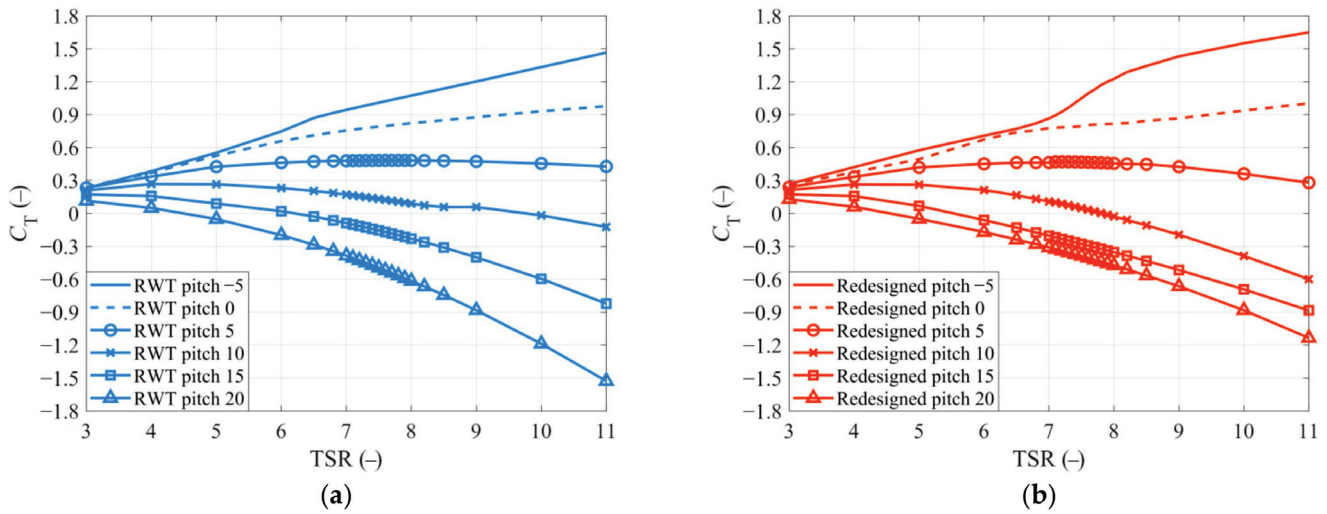 1.8
1.5
1.2
0.9
0.6
0.3
0
−0.3
−0.6
−0.9
−1.2
−1.5
−1.8
C_T (–)
RWT pitch −5
RWT pitch 0
RWT pitch 5
RWT pitch 10
RWT pitch 15
RWT pitch 20
3 4 5 6 7 8 9 10 11
TSR (–)
(a)
1.8
1.5
1.2
0.9
0.6
0.3
0
−0.3
−0.6
−0.9
−1.2
−1.5
−1.8
C_T (–)
Redesigned pitch −5
Redesigned pitch 0
Redesigned pitch 5
Redesigned pitch 10
Redesigned pitch 15
Redesigned pitch 20
3 4 5 6 7 8 9 10 11
TSR (–)
(b)